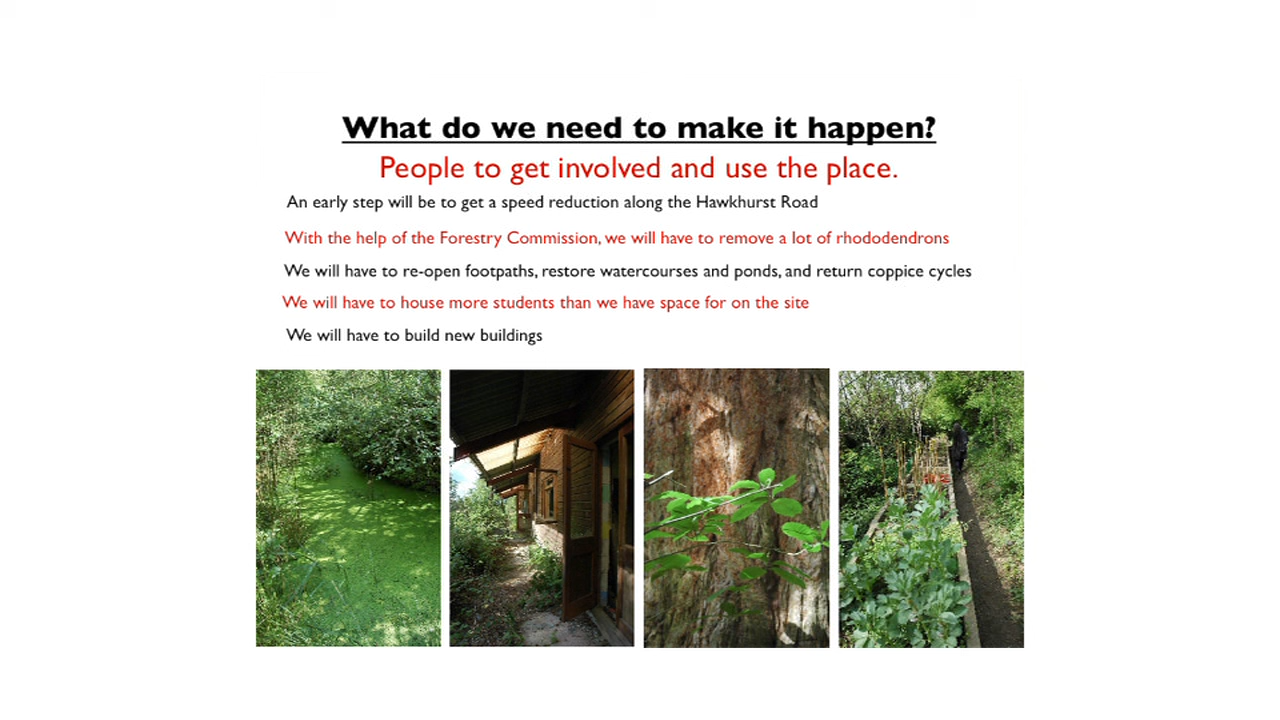 What do we need to make it happen?
People to get involved and use the place.
An early step will be to get a speed reduction along the Hawkhurst Road
With the help of the Forestry Commission, we will have to remove a lot of rhododendrons
We will have to re-open footpaths, restore watercourses and ponds, and return coppice cycles
We will have to house more students than we have space for on the site
We will have to build new buildings